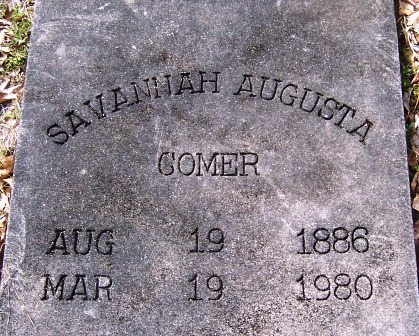 SAVANNAH AUGUSTA
COMER
AUG 19 1886
MAR 19 1980